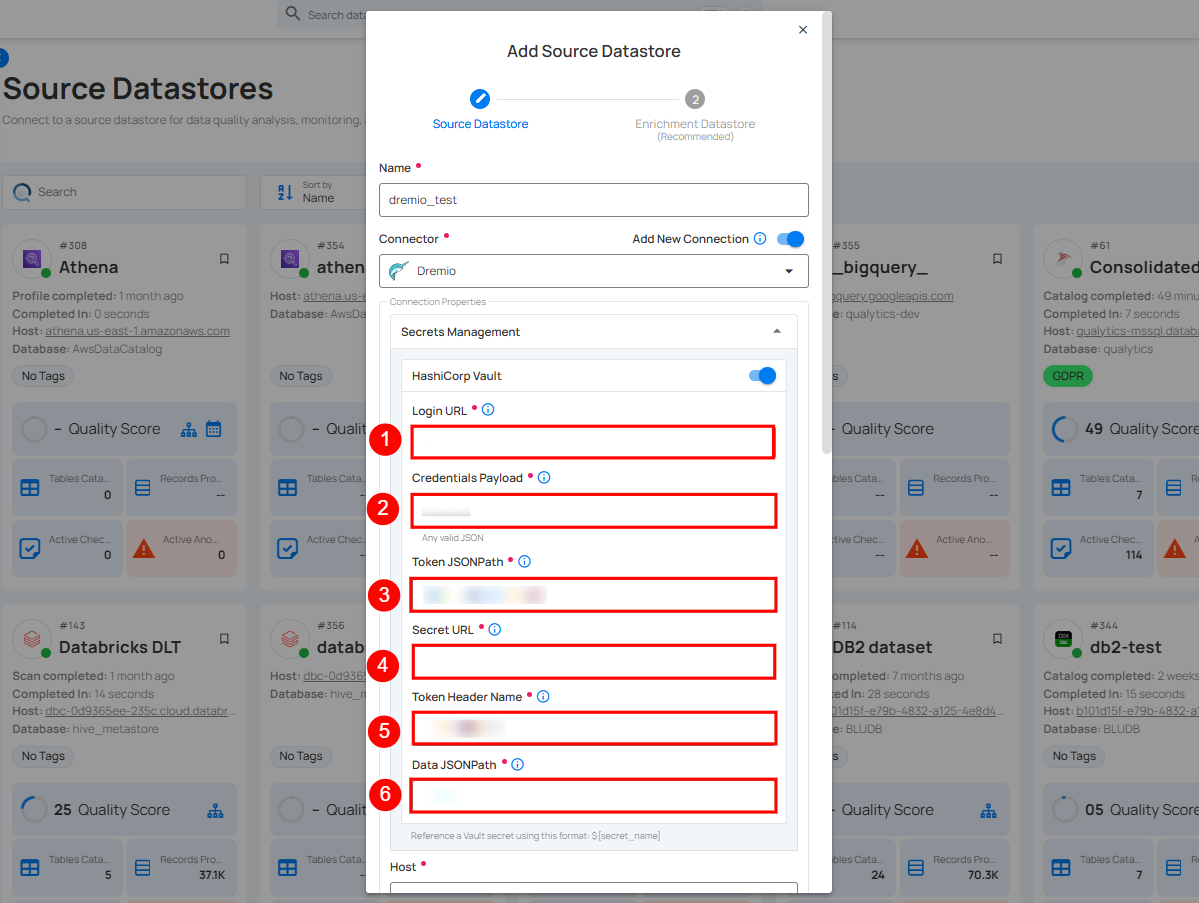 Search data
Source Datastores
Connect to a source datastore for data quality analysis, monitoring,
Search
Sort by
Name
#308
Athena
Profile completed: 1 month ago
Completed In: 0 seconds
Host: athena.us-east-1.amazonaws.com
Database: AwsDataCatalog
No Tags
– Quality Score
Tables Cata...
0
Records Pro...
--
Active Chec...
0
Active Ano...
0
#354
athen
Host: athena.us-e
Database: AwsDa
No Tags
– Quali
Tables Cata
Active Chec
Add Source Datastore
Source Datastore
2
Enrichment Datastore
(Recommended)
Name
dremio_test
Connector
Add New Connection
Dremio
Connection Properties
Secrets Management
HashiCorp Vault
Login URL
1
Credentials Payload
2
Any valid JSON
Token JSONPath
3
Secret URL
4
Token Header Name
5
Data JSONPath
6
Reference a Vault secret using this format: ${secret_name}
Host
#355
_bigquery_
gquery.googleapis.com
e: qualytics-dev
Quality Score
Cata...
--
Records Pro...
--
Chec...
--
Active Ano...
--
#61
Consolidated
Catalog completed: 49 minu
Completed In: 7 seconds
Host: qualytics-mssql.databa
Database: qualytics
GDPR
49 Quality Score
Tables Cata...
7
Active Chec...
114
#143
Databricks DLT
Scan completed: 1 month ago
Completed In: 14 seconds
Host: dbc-0d9365ee-235c.cloud.databr...
Database: hive_metastore
No Tags
25 Quality Score
Tables Cata...
5
Records Pro...
37.1K
#356
datab
Host: dbc-0d936
Database: hive_m
No Tags
– Quali
Tables Cata
#114
DB2 dataset
ompleted: 7 months ago
ted In: 28 seconds
01d15f-e79b-4832-a125-4e8d4...
e: BLUDB
Quality Score
Cata...
24
Records Pro...
70.3K
#344
db2-test
Catalog completed: 2 weeks
Completed In: 15 seconds
Host: b101d15f-e79b-4832-a1
Database: BLUDB
No Tags
05 Quality Score
Tables Cata...
7